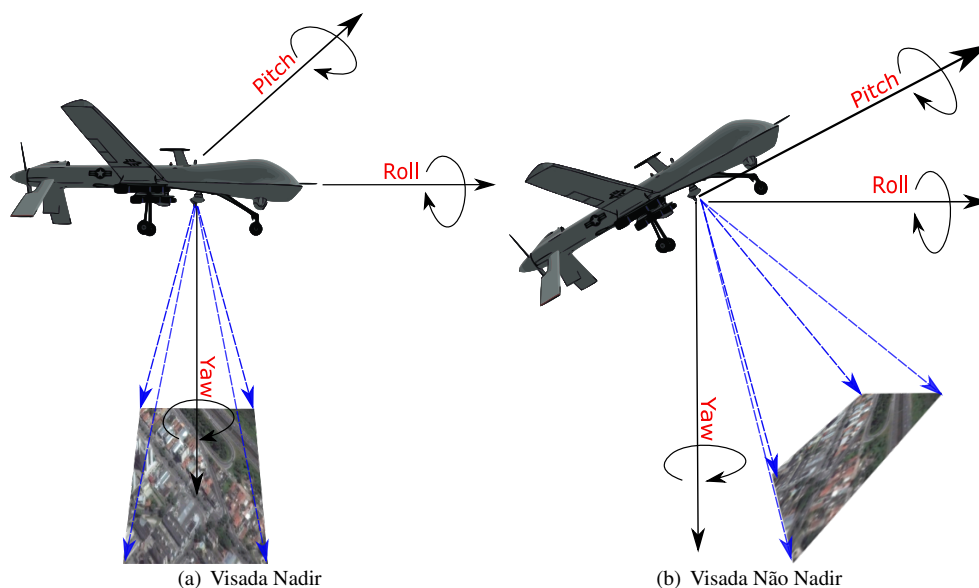 Pitch
Roll
Yaw
(a) Visada Nadir
Pitch
Roll
Yaw
(b) Visada Não Nadir